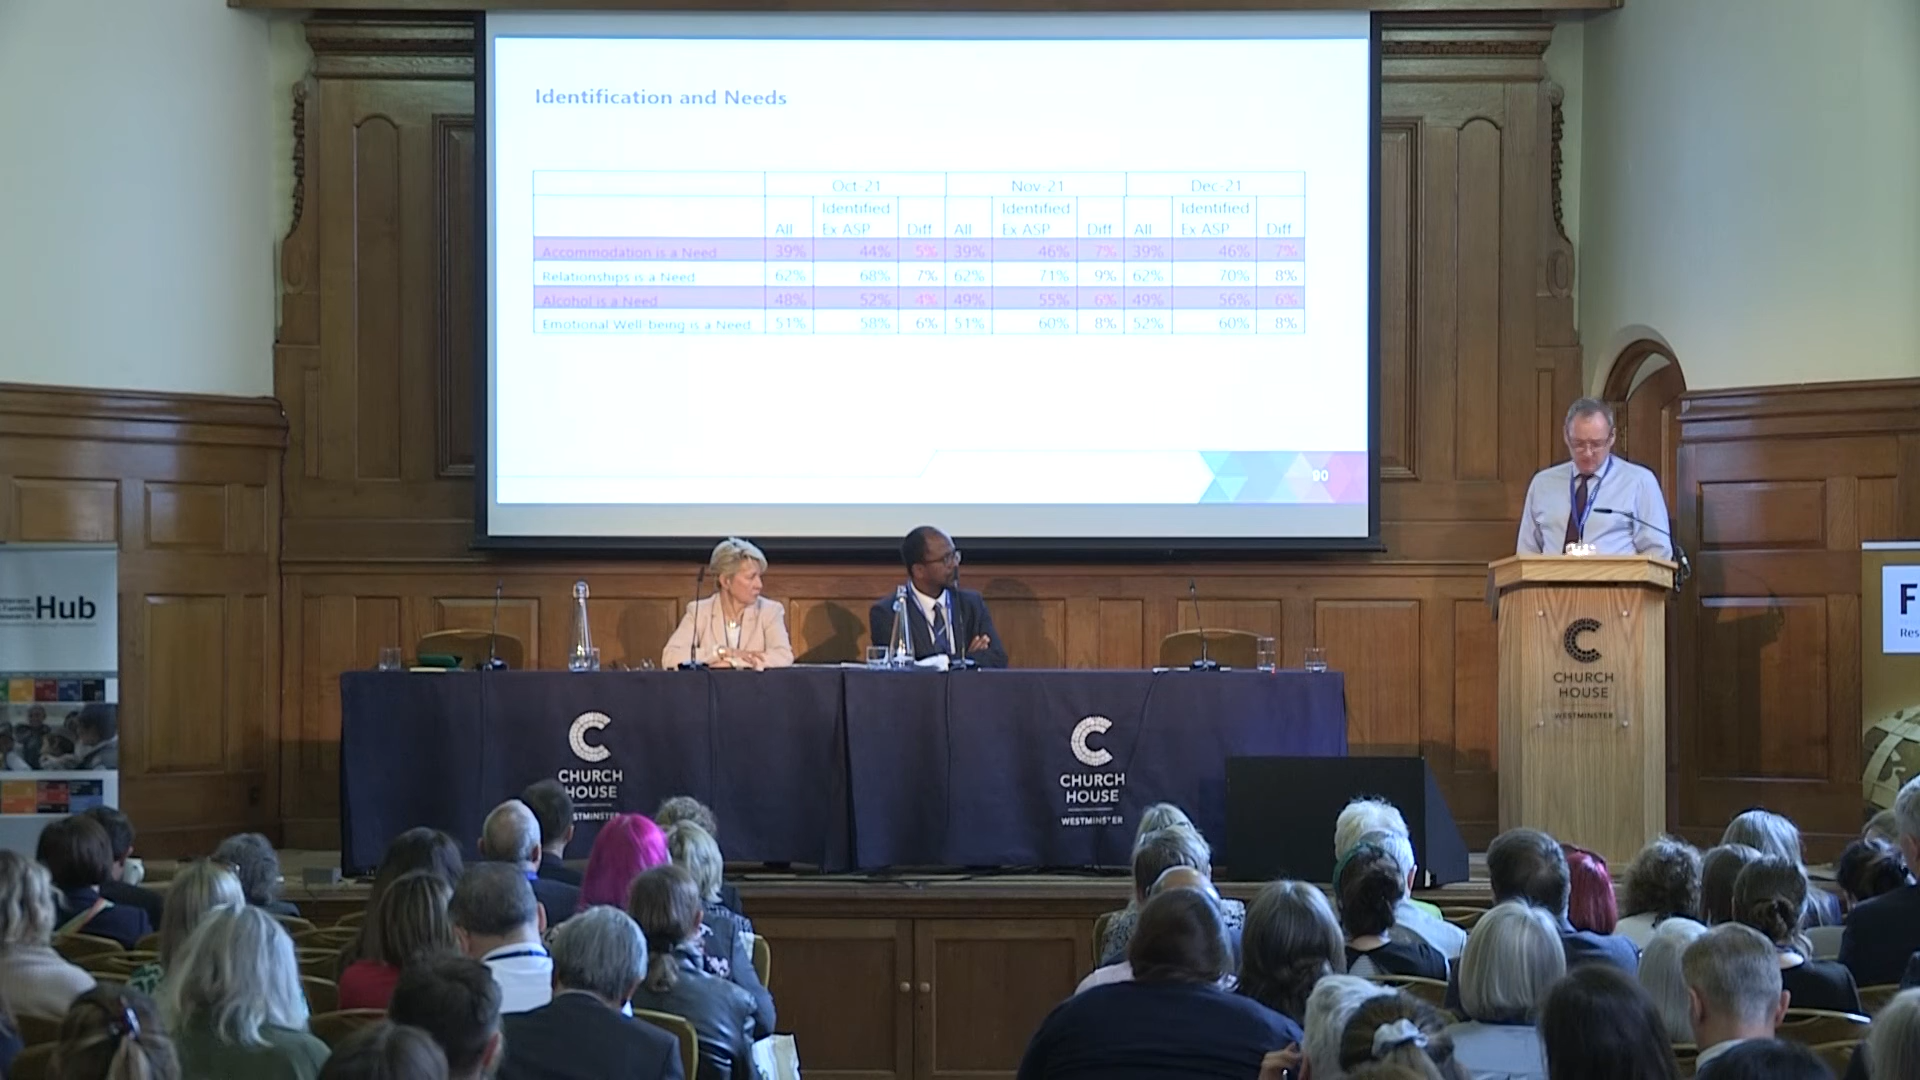 Identification and Needs
Oct-21 Nov-21 Dec-21
All Identified Ex ASP Diff All Identified Ex ASP Diff All Identified Ex ASP Diff
Accommodation is a Need 39% 44% 5% 39% 46% 7% 39% 46% 7%
Relationships is a Need 62% 68% 7% 62% 71% 9% 62% 70% 8%
Alcohol is a Need 48% 52% 4% 49% 55% 6% 49% 56% 6%
Emotional Well-being is a Need 51% 58% 6% 51% 60% 8% 52% 60% 8%
90
Hub
F
Res
CHURCH
HOUSE
WESTMINSTER
CHURCH
HOUSE
STMINSTER
CHURCH
HOUSE
WESTMINSTER